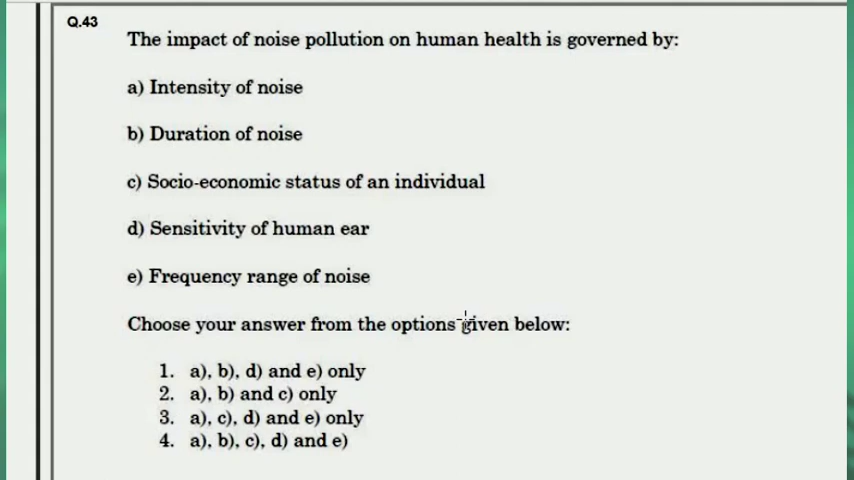 Q.43
The impact of noise pollution on human health is governed by:
a) Intensity of noise
b) Duration of noise
c) Socio-economic status of an individual
d) Sensitivity of human ear
e) Frequency range of noise
Choose your answer from the options given below:
1. a), b), d) and e) only
2. a), b) and c) only
3. a), c), d) and e) only
4. a), b), c), d) and e)